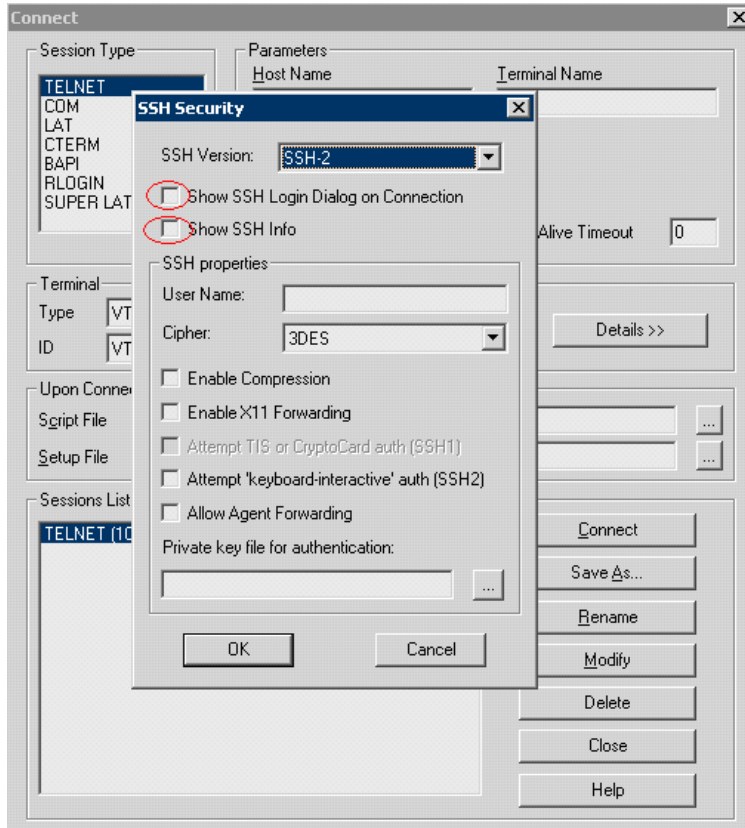 Connect
Session Type
Parameters
Host Name
Terminal Name
TELNET
COM
LAT
CTERM
BAPI
RLOGIN
SUPER LAT
Alive Timeout
0
SSH Security
SSH Version:
SSH-2
Show SSH Login Dialog on Connection
Show SSH Info
SSH properties
User Name:
Cipher:
3DES
Enable Compression
Enable X11 Forwarding
Attempt TIS or CryptoCard auth (SSH1)
Attempt 'keyboard-interactive' auth (SSH2)
Allow Agent Forwarding
Private key file for authentication:
...
OK
Cancel
Terminal
Type
VT
ID
VT
Details >>
Upon Conne
Script File
...
Setup File
...
Sessions List
TELNET (10
Connect
Save As...
Rename
Modify
Delete
Close
Help